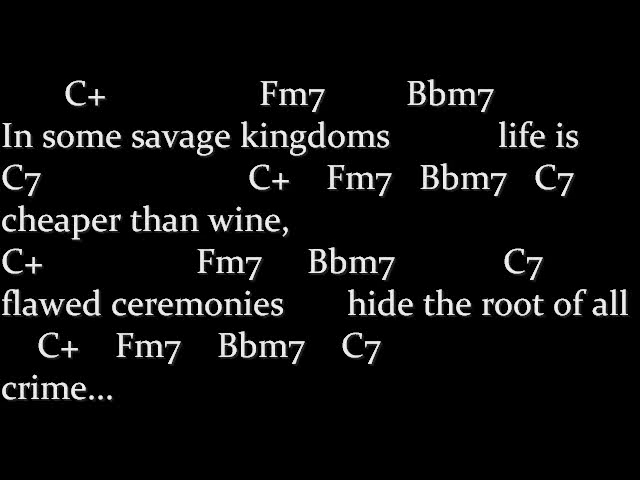 C+ Fm7 Bbm7
In some savage kingdoms life is
C7 C+ Fm7 Bbm7 C7
cheaper than wine,
C+ Fm7 Bbm7 C7
flawed ceremonies hide the root of all
C+ Fm7 Bbm7 C7
crime...